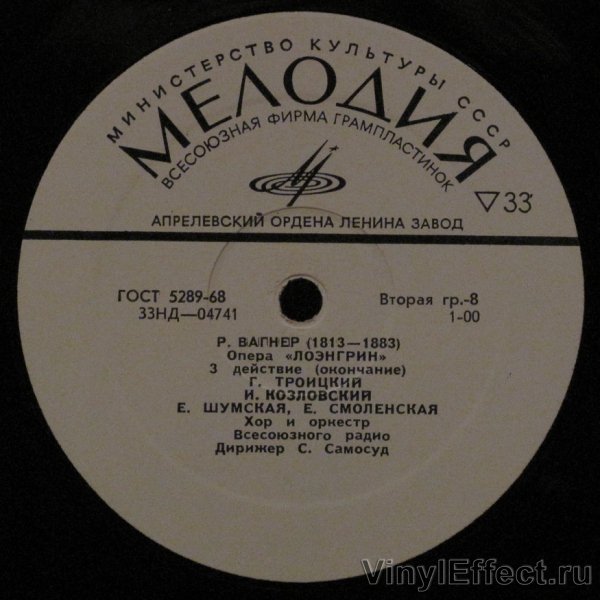 МИНИСТЕРСТВО КУЛЬТУРЫ СССР
МЕЛОДИЯ
ВСЕСОЮЗНАЯ ФИРМА ГРАМПЛАСТИНОК
▽33
АПРЕЛЕВСКИЙ ОРДЕНА ЛЕНИНА ЗАВОД
ГОСТ 5289-68
33НД—04741
Вторая гр.-8
1-00
Р. ВАГНЕР (1813—1883)
Опера «ЛОЭНГРИН»
3 действие (окончание)
Г. ТРОИЦКИЙ
И. КОЗЛОВСКИЙ
Е. ШУМСКАЯ, Е. СМОЛЕНСКАЯ
Хор и оркестр
Всесоюзного радио
Дирижер С. Самосуд
VinylEffect.ru